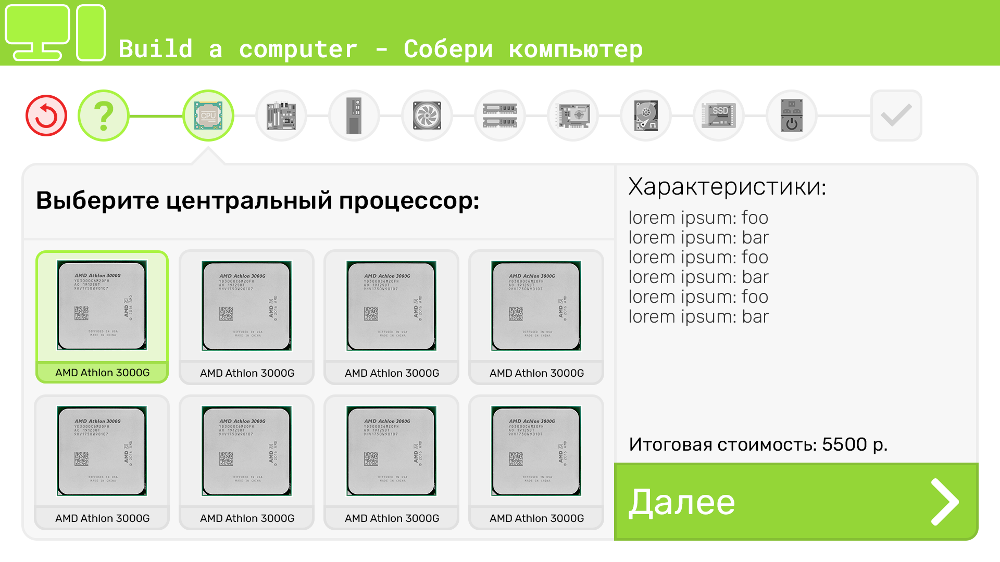 Build a computer - Собери компьютер
?
CPU
SSD
Выберите центральный процессор:
AMD Athlon 3000G
YD3000C6M20FH
AO 1912SUT
9HV1750W90107
AMD
© 2016 AMD
DIFFUSED IN USA
MADE IN CHINA
AMD Athlon 3000G
AMD Athlon 3000G
YD3000C6M20FH
AO 1912SUT
9HV1750W90107
AMD
© 2016 AMD
DIFFUSED IN USA
MADE IN CHINA
AMD Athlon 3000G
AMD Athlon 3000G
YD3000C6M20FH
AO 1912SUT
9HV1750W90107
AMD
© 2016 AMD
DIFFUSED IN USA
MADE IN CHINA
AMD Athlon 3000G
AMD Athlon 3000G
YD3000C6M20FH
AO 1912SUT
9HV1750W90107
AMD
© 2016 AMD
DIFFUSED IN USA
MADE IN CHINA
AMD Athlon 3000G
AMD Athlon 3000G
YD3000C6M20FH
AO 1912SUT
9HV1750W90107
AMD
© 2016 AMD
DIFFUSED IN USA
MADE IN CHINA
AMD Athlon 3000G
AMD Athlon 3000G
YD3000C6M20FH
AO 1912SUT
9HV1750W90107
AMD
© 2016 AMD
DIFFUSED IN USA
MADE IN CHINA
AMD Athlon 3000G
AMD Athlon 3000G
YD3000C6M20FH
AO 1912SUT
9HV1750W90107
AMD
© 2016 AMD
DIFFUSED IN USA
MADE IN CHINA
AMD Athlon 3000G
AMD Athlon 3000G
YD3000C6M20FH
AO 1912SUT
9HV1750W90107
AMD
© 2016 AMD
DIFFUSED IN USA
MADE IN CHINA
AMD Athlon 3000G
Характеристики:
lorem ipsum: foo
lorem ipsum: bar
lorem ipsum: foo
lorem ipsum: bar
lorem ipsum: foo
lorem ipsum: bar
Итоговая стоимость: 5500 р.
Далее